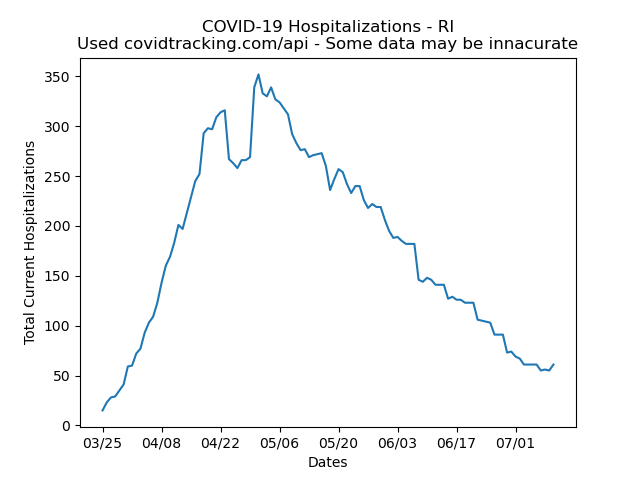 COVID-19 Hospitalizations - RI
Used covidtracking.com/api - Some data may be innacurate
Total Current Hospitalizations
350
300
250
200
150
100
50
0
03/25 04/08 04/22 05/06 05/20 06/03 06/17 07/01
Dates